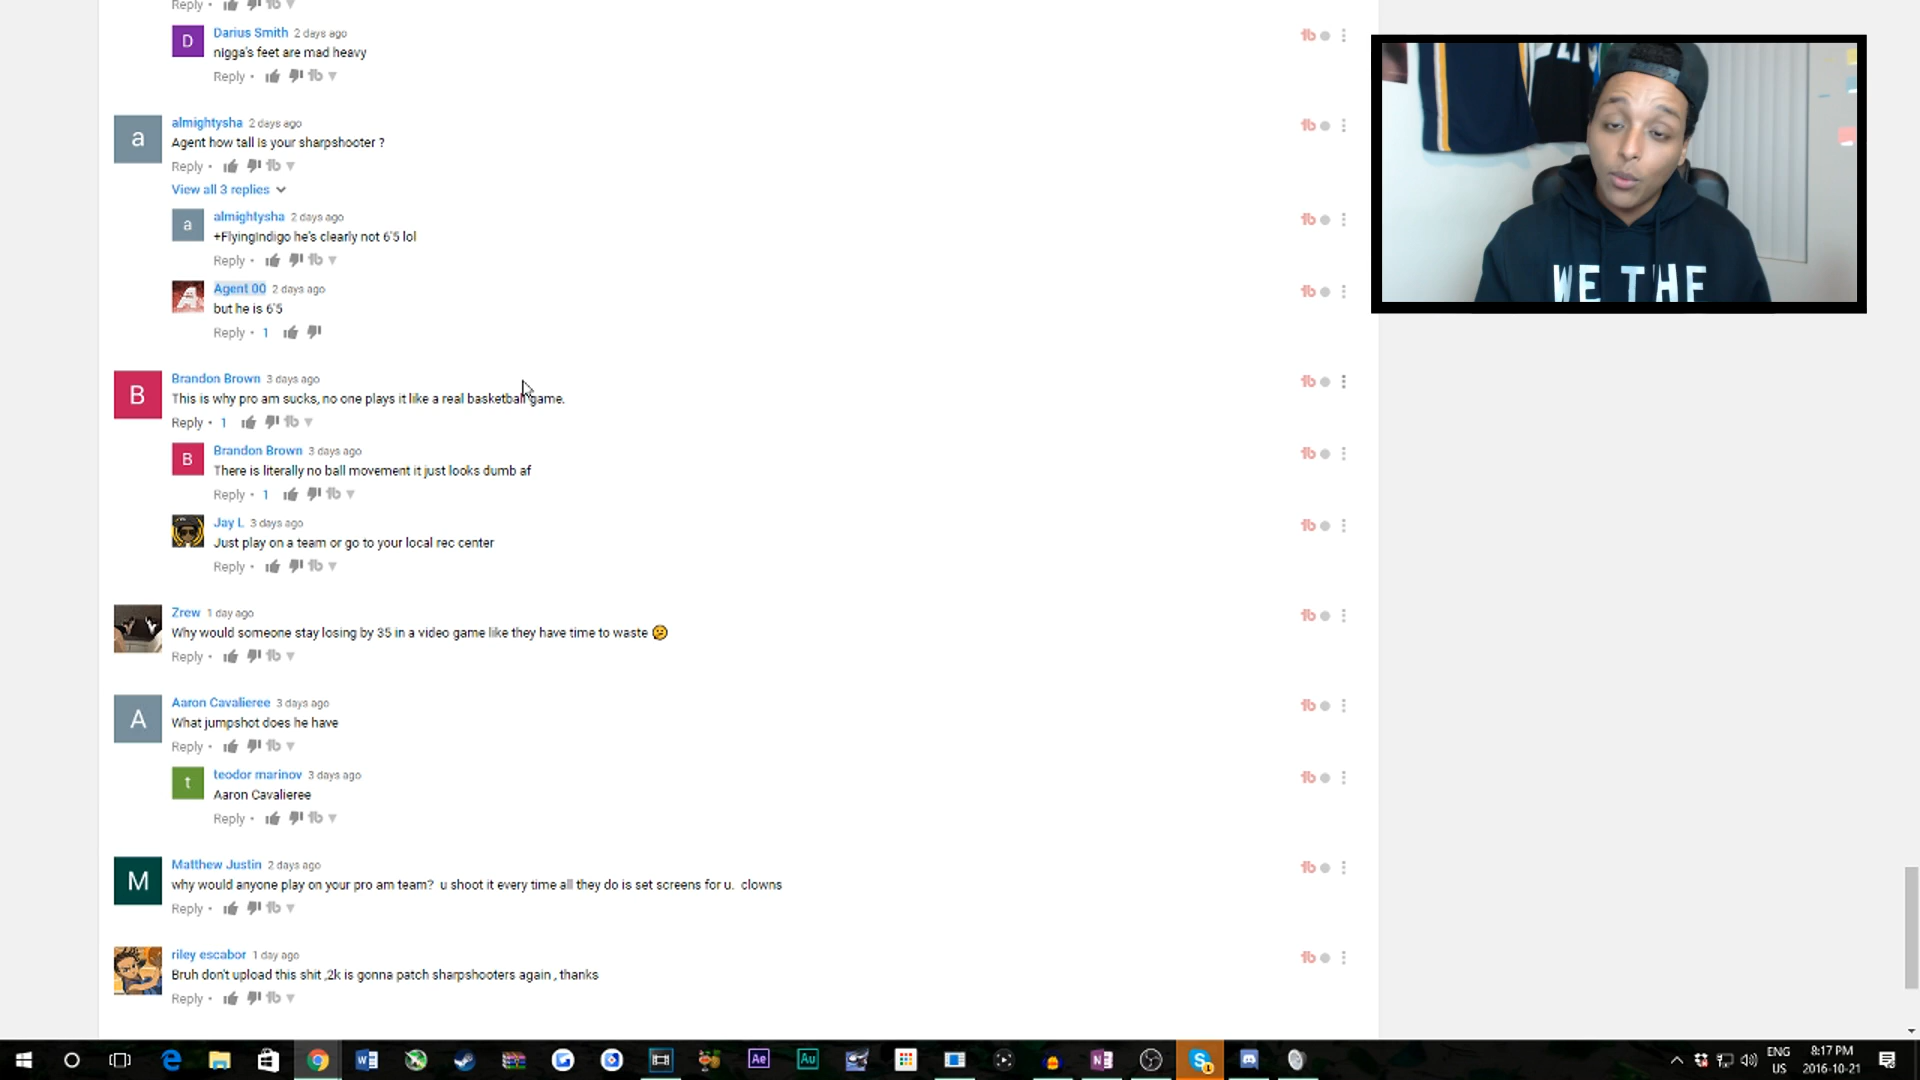 Reply •
Darius Smith 2 days ago
nigga's feet are mad heavy
Reply •
almightysha 2 days ago
Agent how tall is your sharpshooter ?
Reply •
View all 3 replies
almightysha 2 days ago
+FlyingIndigo he's clearly not 6'5 lol
Reply •
Agent 00 2 days ago
but he is 6'5
Reply • 1
Brandon Brown 3 days ago
This is why pro am sucks, no one plays it like a real basketball game.
Reply • 1
Brandon Brown 3 days ago
There is literally no ball movement it just looks dumb af
Reply • 1
Jay L 3 days ago
Just play on a team or go to your local rec center
Reply •
Zrew 1 day ago
Why would someone stay losing by 35 in a video game like they have time to waste
Reply •
Aaron Cavalieree 3 days ago
What jumpshot does he have
Reply •
teodor marinov 3 days ago
Aaron Cavalieree
Reply •
Matthew Justin 2 days ago
why would anyone play on your pro am team? u shoot it every time all they do is set screens for u. clowns
Reply •
riley escabor 1 day ago
Bruh don't upload this shit ,2k is gonna patch sharpshooters again , thanks
Reply •
WE THE
ENG
US
8:17 PM
2016-10-21